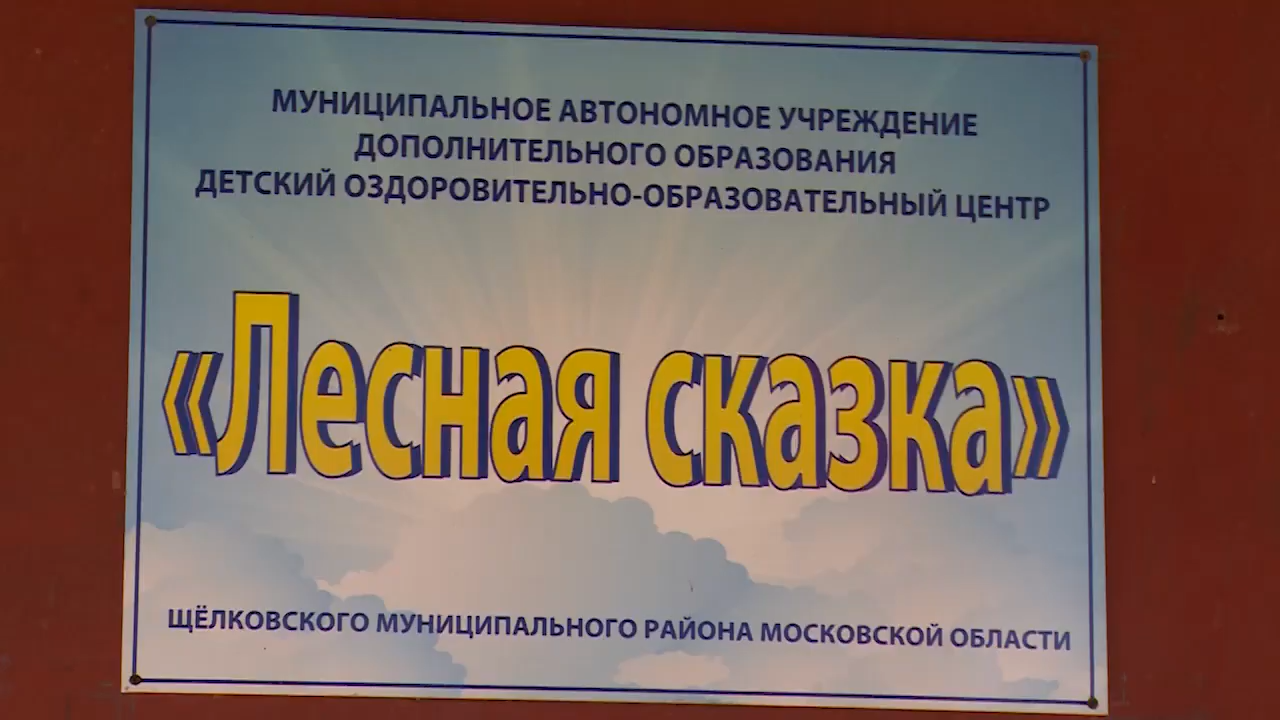 МУНИЦИПАЛЬНОЕ АВТОНОМНОЕ УЧРЕЖДЕНИЕ
ДОПОЛНИТЕЛЬНОГО ОБРАЗОВАНИЯ
ДЕТСКИЙ ОЗДОРОВИТЕЛЬНО-ОБРАЗОВАТЕЛЬНЫЙ ЦЕНТР
«Лесная сказка»
ЩЁЛКОВСКОГО МУНИЦИПАЛЬНОГО РАЙОНА МОСКОВСКОЙ ОБЛАСТИ